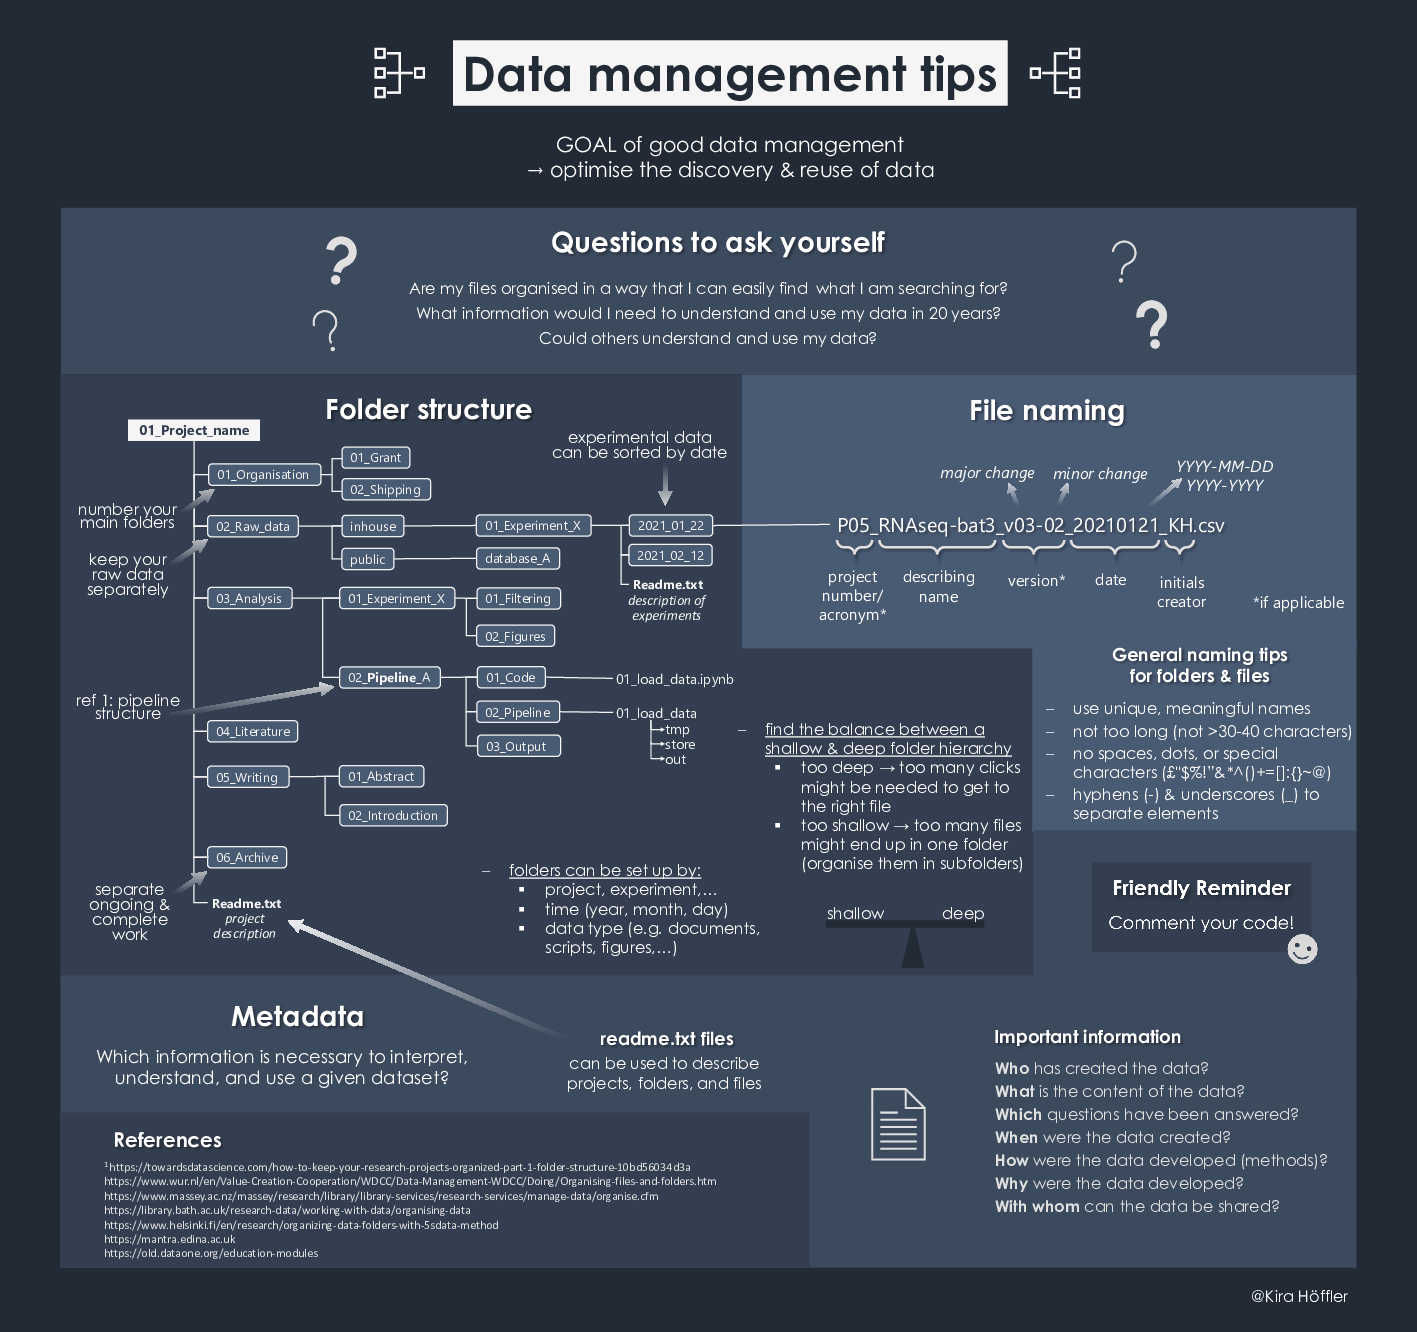 Data management tips
GOAL of good data management
→ optimise the discovery & reuse of data
Questions to ask yourself
Are my files organised in a way that I can easily find what I am searching for?
What information would I need to understand and use my data in 20 years?
Could others understand and use my data?
Folder structure
01_Project_name
01_Organisation
01_Grant
02_Shipping
number your
main folders
02_Raw_data
inhouse
01_Experiment_X
experimental data
can be sorted by date
2021_01_22
2021_02_12
Readme.txt
description of
experiments
public
database_A
keep your
raw data
separately
03_Analysis
01_Experiment_X
01_Filtering
02_Figures
02_Pipeline_A
01_Code
01_load_data.ipynb
02_Pipeline
01_load_data
tmp
store
out
03_Output
ref 1: pipeline
structure
04_Literature
05_Writing
01_Abstract
02_Introduction
06_Archive
separate
ongoing &
complete
work
Readme.txt
project
description
– folders can be set up by:
▪ project, experiment,…
▪ time (year, month, day)
▪ data type (e.g. documents,
scripts, figures,…)
– find the balance between a
shallow & deep folder hierarchy
▪ too deep → too many clicks
might be needed to get to
the right file
▪ too shallow → too many files
might end up in one folder
(organise them in subfolders)
shallow deep
File naming
major change
minor change
YYYY-MM-DD
YYYY-YYYY
P05_RNAseq-bat3_v03-02_20210121_KH.csv
project
number/
acronym*
describing
name
version*
date
initials
creator
*if applicable
General naming tips
for folders & files
– use unique, meaningful names
– not too long (not >30-40 characters)
– no spaces, dots, or special
characters (£"$%!”&*^()+=[]:{}~@)
– hyphens (-) & underscores (_) to
separate elements
Friendly Reminder
Comment your code!
Metadata
Which information is necessary to interpret,
understand, and use a given dataset?
readme.txt files
can be used to describe
projects, folders, and files
Important information
Who has created the data?
What is the content of the data?
Which questions have been answered?
When were the data created?
How were the data developed (methods)?
Why were the data developed?
With whom can the data be shared?
References
¹https://towardsdatascience.com/how-to-keep-your-research-projects-organized-part-1-folder-structure-10bd56034d3a
https://www.wur.nl/en/Value-Creation-Cooperation/WDCC/Data-Management-WDCC/Doing/Organising-files-and-folders.htm
https://www.massey.ac.nz/massey/research/library/library-services/research-services/manage-data/organise.cfm
https://library.bath.ac.uk/research-data/working-with-data/organising-data
https://www.helsinki.fi/en/research/organizing-data-folders-with-5sdata-method
https://mantra.edina.ac.uk
https://old.dataone.org/education-modules
@Kira Höffler